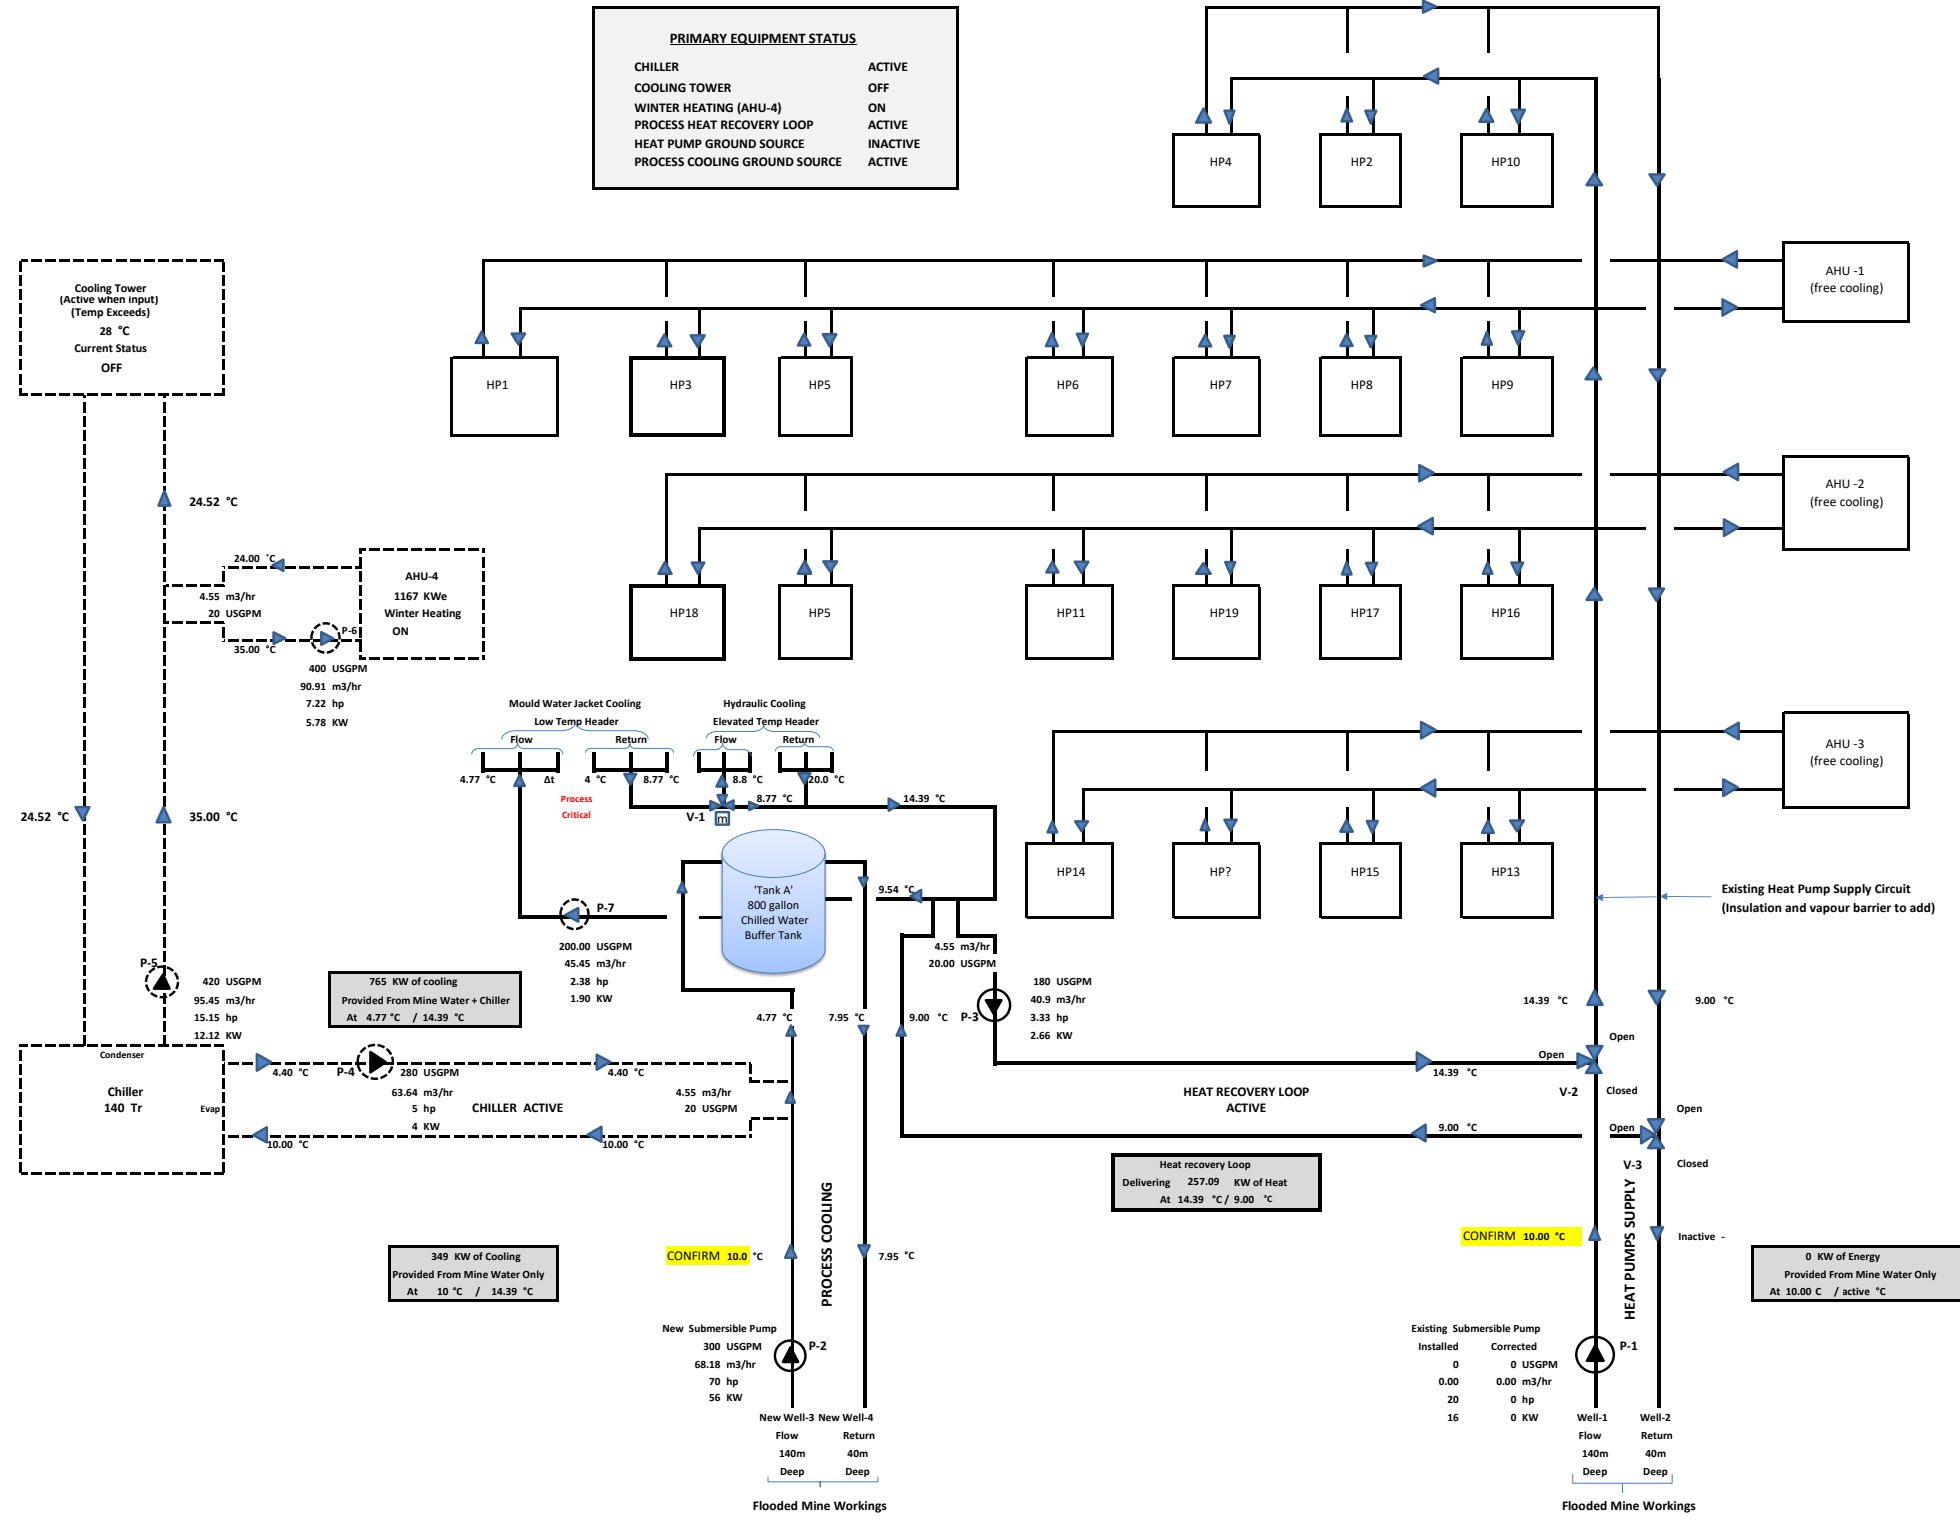 PRIMARY EQUIPMENT STATUS
CHILLER ACTIVE
COOLING TOWER OFF
WINTER HEATING (AHU-4) ON
PROCESS HEAT RECOVERY LOOP ACTIVE
HEAT PUMP GROUND SOURCE INACTIVE
PROCESS COOLING GROUND SOURCE ACTIVE
HP4
HP2
HP10
Cooling Tower
(Active when input)
(Temp Exceeds)
28 °C
Current Status
OFF
AHU -1
(free cooling)
HP1
HP3
HP5
HP6
HP7
HP8
HP9
AHU -2
(free cooling)
24.52 °C
24.00 °C
4.55 m3/hr
20 USGPM
35.00 °C
P-6
AHU-4
1167 KWe
Winter Heating
ON
400 USGPM
90.91 m3/hr
7.22 hp
5.78 KW
HP18
HP5
HP11
HP19
HP17
HP16
Mould Water Jacket Cooling
Low Temp Header
Flow
Return
Hydraulic Cooling
Elevated Temp Header
Flow
Return
4.77 °C
Δt
4 °C
8.77 °C
8.8 °C
20.0 °C
Process
Critical
V-1
m
8.77 °C
14.39 °C
AHU -3
(free cooling)
24.52 °C
35.00 °C
HP14
HP?
HP15
HP13
'Tank A'
800 gallon
Chilled Water
Buffer Tank
9.54 °C
P-7
200.00 USGPM
45.45 m3/hr
2.38 hp
1.90 KW
Existing Heat Pump Supply Circuit
(Insulation and vapour barrier to add)
4.55 m3/hr
20.00 USGPM
P-5
420 USGPM
95.45 m3/hr
15.15 hp
12.12 KW
765 KW of cooling
Provided From Mine Water + Chiller
At 4.77 °C / 14.39 °C
4.77 °C
7.95 °C
9.00 °C
P-3
180 USGPM
40.9 m3/hr
3.33 hp
2.66 KW
14.39 °C
9.00 °C
Condenser
Chiller
140 Tr
Evap
4.40 °C
P-4
280 USGPM
63.64 m3/hr
5 hp
4 KW
4.40 °C
CHILLER ACTIVE
4.55 m3/hr
20 USGPM
10.00 °C
10.00 °C
HEAT RECOVERY LOOP
ACTIVE
14.39 °C
Open
Open
V-2
Closed
9.00 °C
Open
Open
V-3
Closed
Heat recovery Loop
Delivering 257.09 KW of Heat
At 14.39 °C / 9.00 °C
PROCESS COOLING
HEAT PUMPS SUPPLY
349 KW of Cooling
Provided From Mine Water Only
At 10 °C / 14.39 °C
CONFIRM 10.0 °C
7.95 °C
CONFIRM 10.00 °C
Inactive -
0 KW of Energy
Provided From Mine Water Only
At 10.00 C / active °C
New Submersible Pump
300 USGPM
68.18 m3/hr
70 hp
56 KW
P-2
Existing Submersible Pump
Installed Corrected
0 0 USGPM
0.00 0.00 m3/hr
20 0 hp
16 0 KW
P-1
New Well-3 New Well-4
Flow Return
140m 40m
Deep Deep
Flooded Mine Workings
Well-1 Well-2
Flow Return
140m 40m
Deep Deep
Flooded Mine Workings